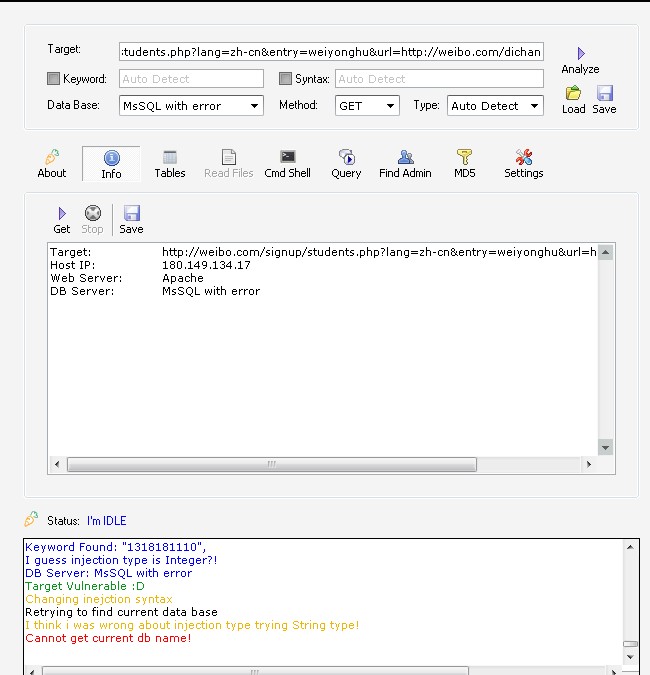 Target: :tudents.php?lang=zh-cn&entry=weiyonghu&url=http://weibo.com/dichan
Analyze
Keyword: Auto Detect Syntax: Auto Detect
Data Base: MsSQL with error Method: GET Type: Auto Detect
Load Save
About Info Tables Read Files Cmd Shell Query Find Admin MD5 Settings
Get Stop Save
Target: http://weibo.com/signup/students.php?lang=zh-cn&entry=weiyonghu&url=h
Host IP: 180.149.134.17
Web Server: Apache
DB Server: MsSQL with error
Status: I'm IDLE
Keyword Found: "1318181110",
I guess injection type is Integer?!
DB Server: MsSQL with error
Target Vulnerable :D
Changing inejction syntax
Retrying to find current data base
I think i was wrong about injection type trying String type!
Cannot get current db name!